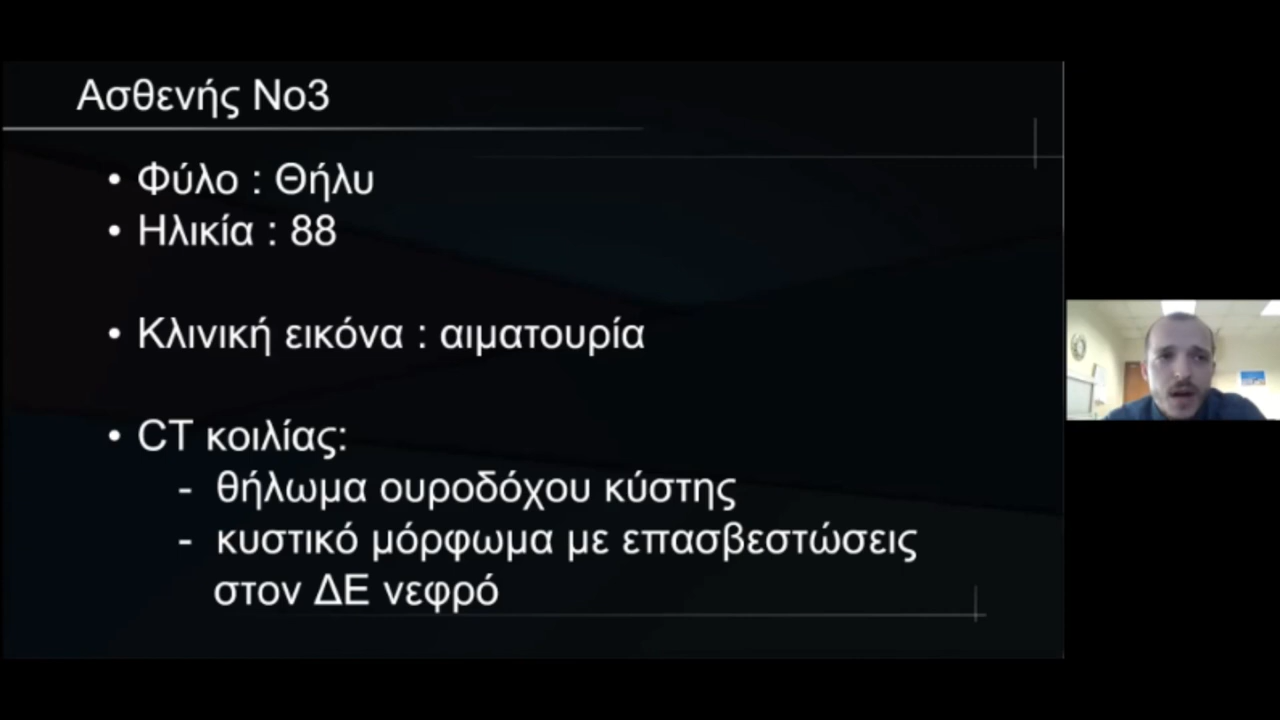 Ασθενής Νο3
• Φύλο : Θήλυ
• Ηλικία : 88
• Κλινική εικόνα : αιματουρία
• CT κοιλίας:
- θήλωμα ουροδόχου κύστης
- κυστικό μόρφωμα με επασβεστώσεις
στον ΔΕ νεφρό